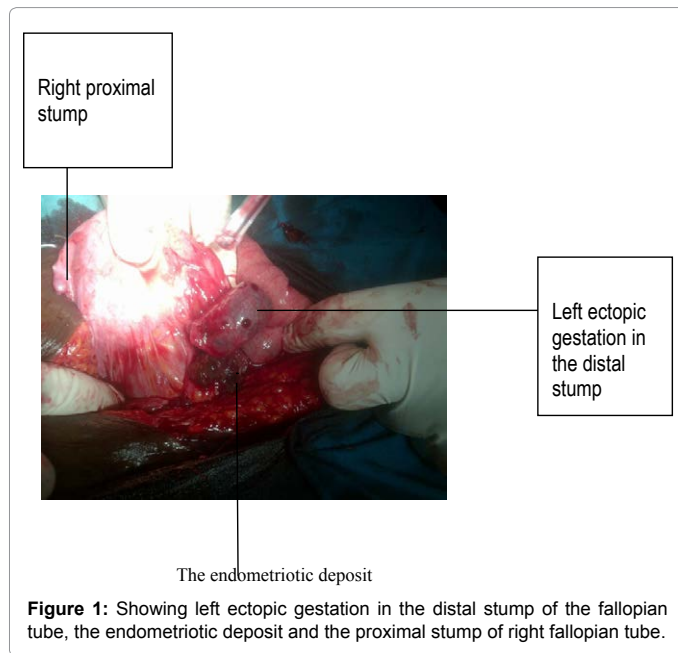 Right proximal
stump
Left ectopic
gestation in
the distal
stump
The endometriotic deposit
Figure 1: Showing left ectopic gestation in the distal stump of the fallopian
tube, the endometriotic deposit and the proximal stump of right fallopian tube.